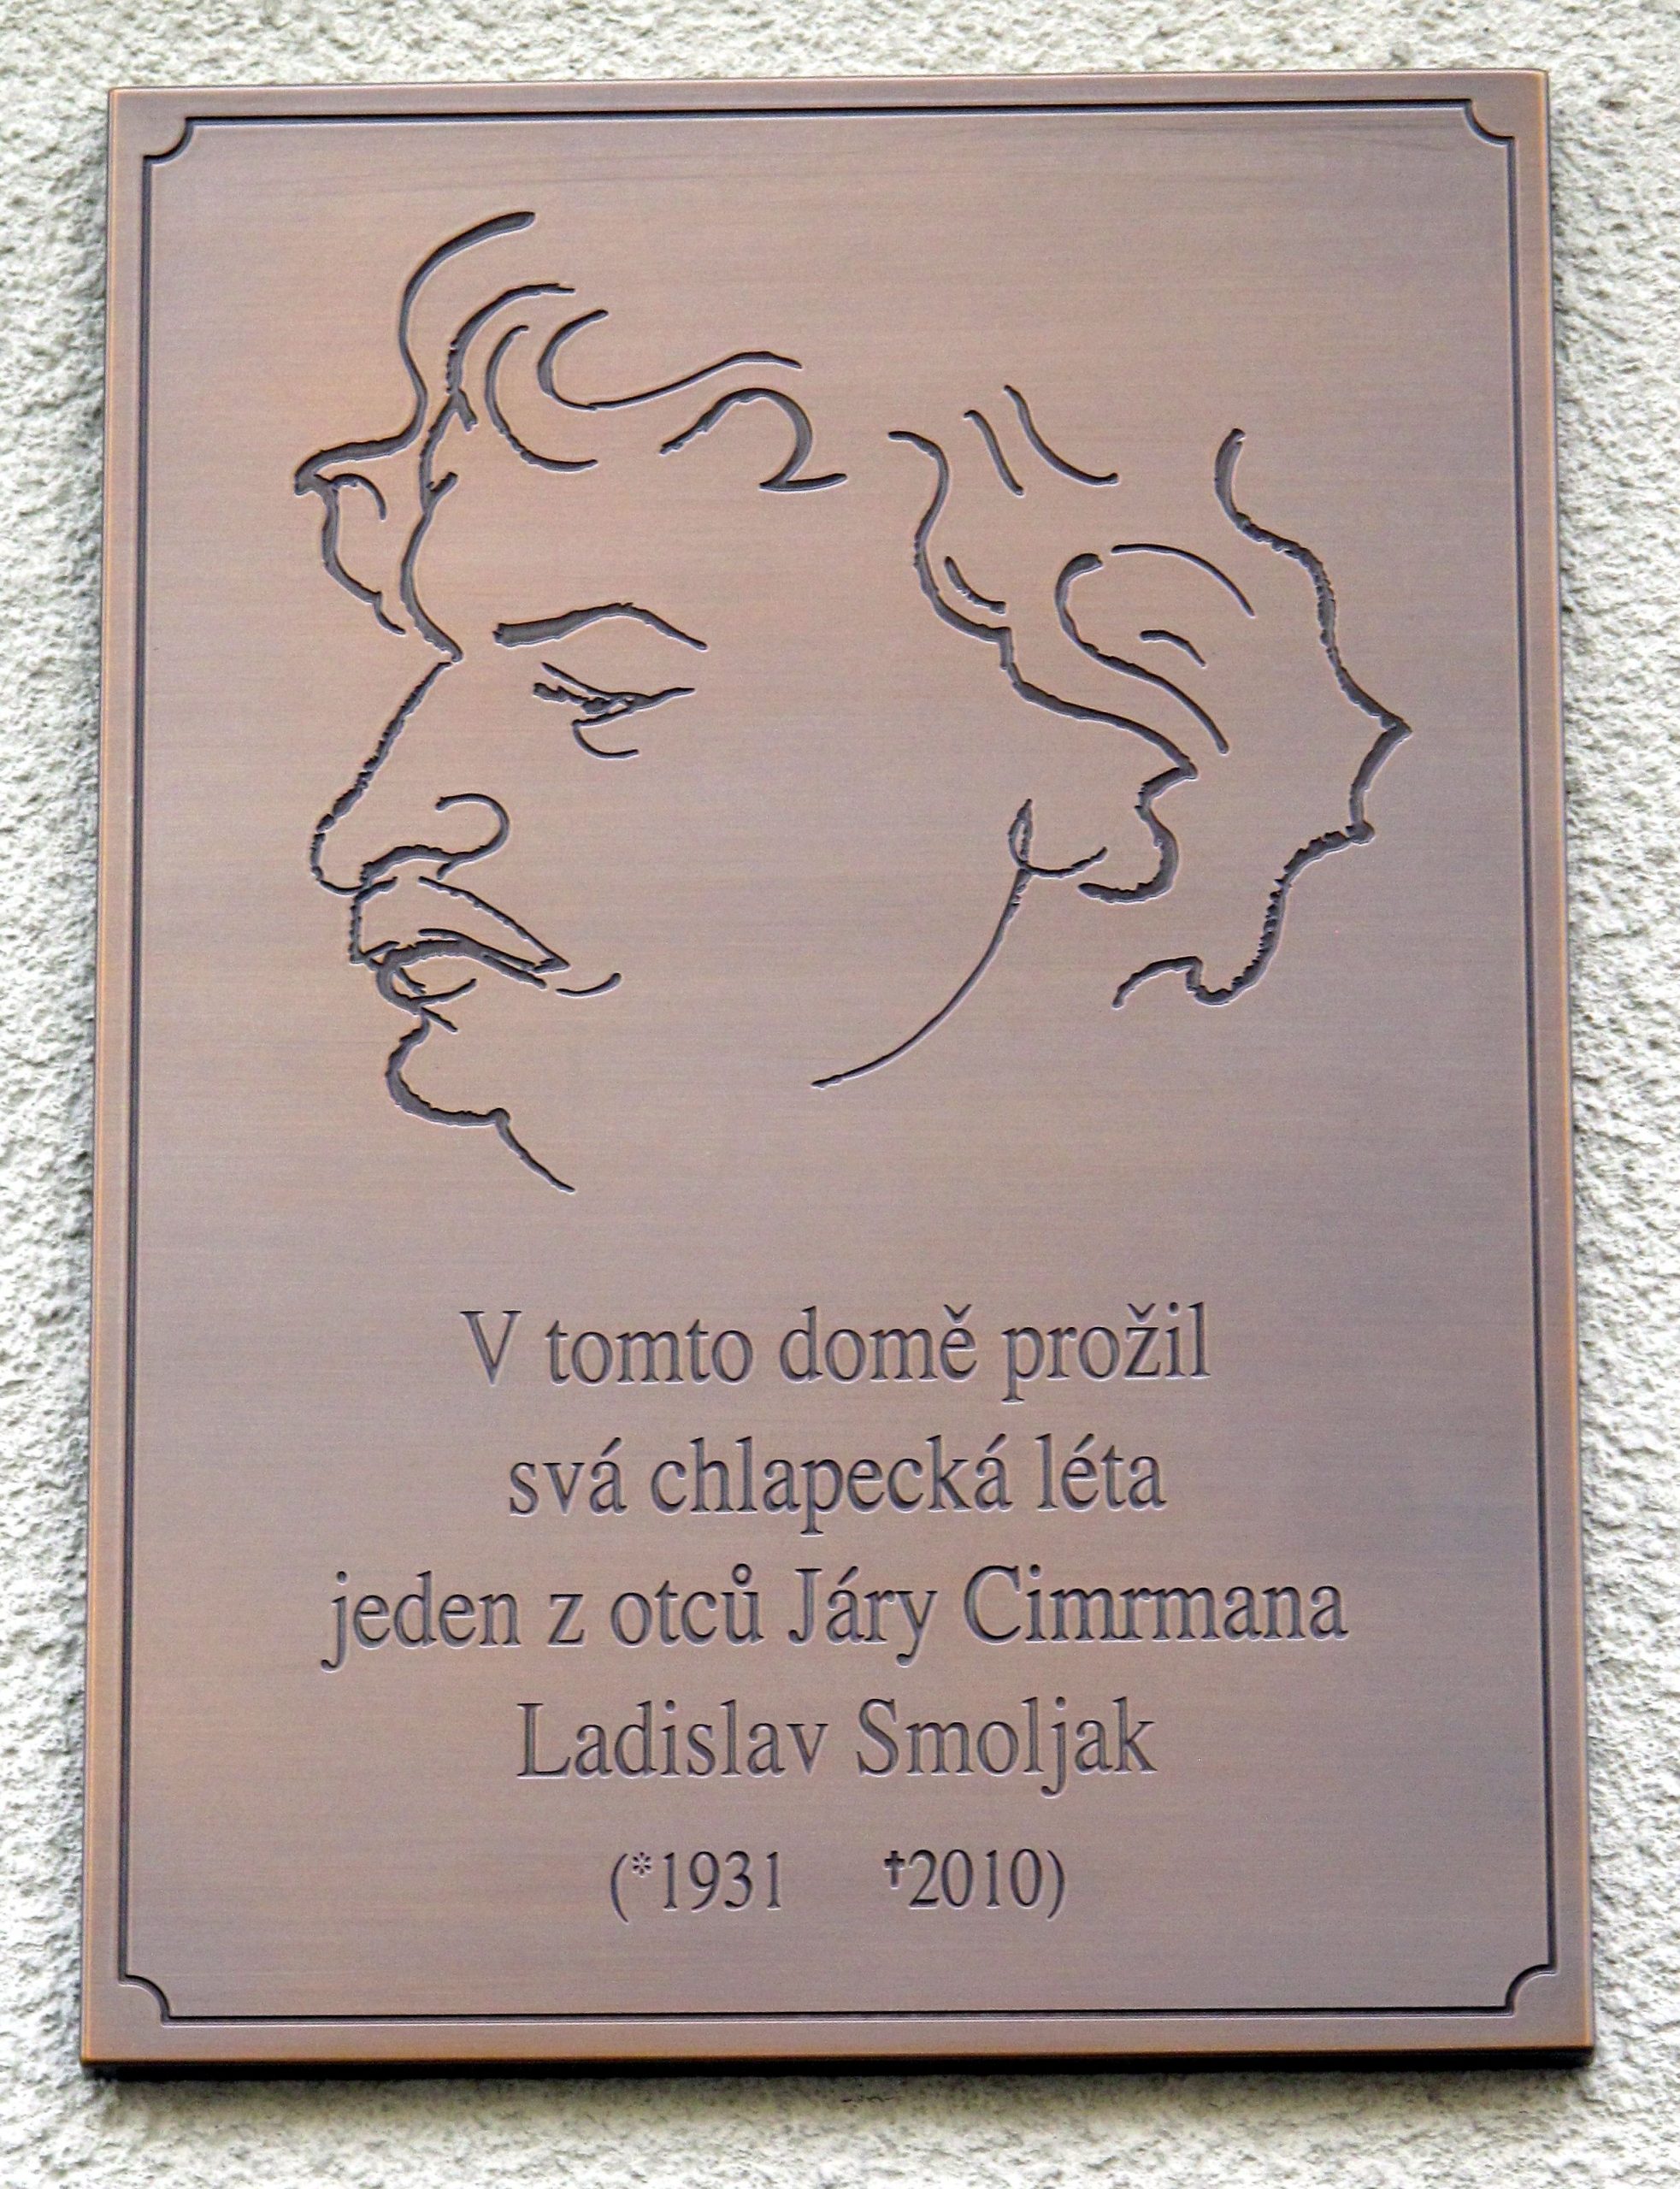 V tomto domě prožil
svá chlapecká léta
jeden z otců Járy Cimrmana
Ladislav Smoljak
(*1931 †2010)